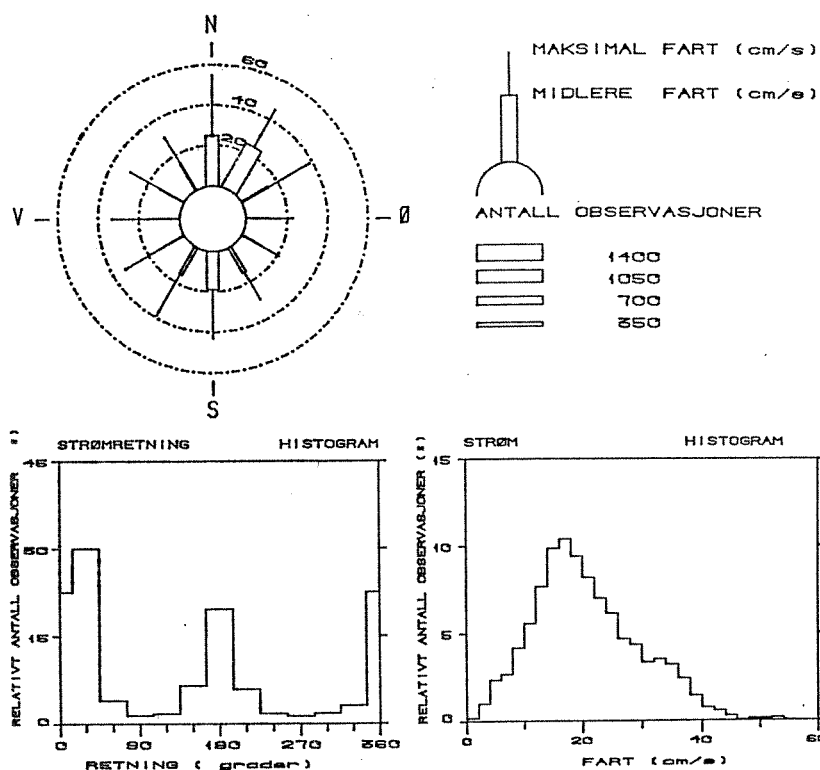 N
60
40
20
V
Ø
S
MAKSIMAL FART (cm/s)
MIDLERE FART (cm/s)
ANTALL OBSERVASJONER
1400
1050
700
350
STRØMRETNING HISTOGRAM
RELATIVT ANTALL OBSERVASJONER (%)
45
30
15
0
0 90 180 270 360
RETNING ( grader)
STRØM HISTOGRAM
RELATIVT ANTALL OBSERVASJONER (%)
15
10
5
0
0 20 40 60
FART (cm/s)